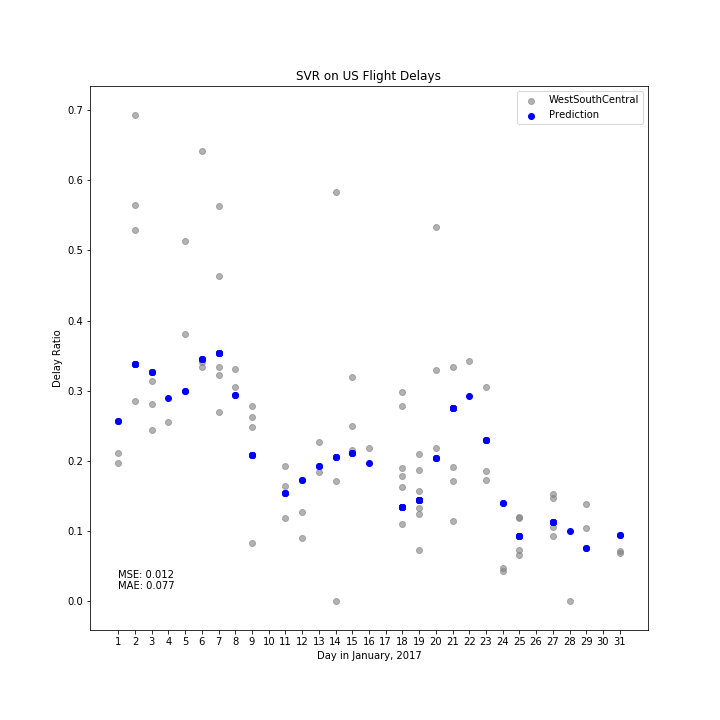 SVR on US Flight Delays
WestSouthCentral
Prediction
Delay Ratio
0.7
0.6
0.5
0.4
0.3
0.2
0.1
0.0
MSE: 0.012
MAE: 0.077
1 2 3 4 5 6 7 8 9 10 11 12 13 14 15 16 17 18 19 20 21 22 23 24 25 26 27 28 29 30 31
Day in January, 2017